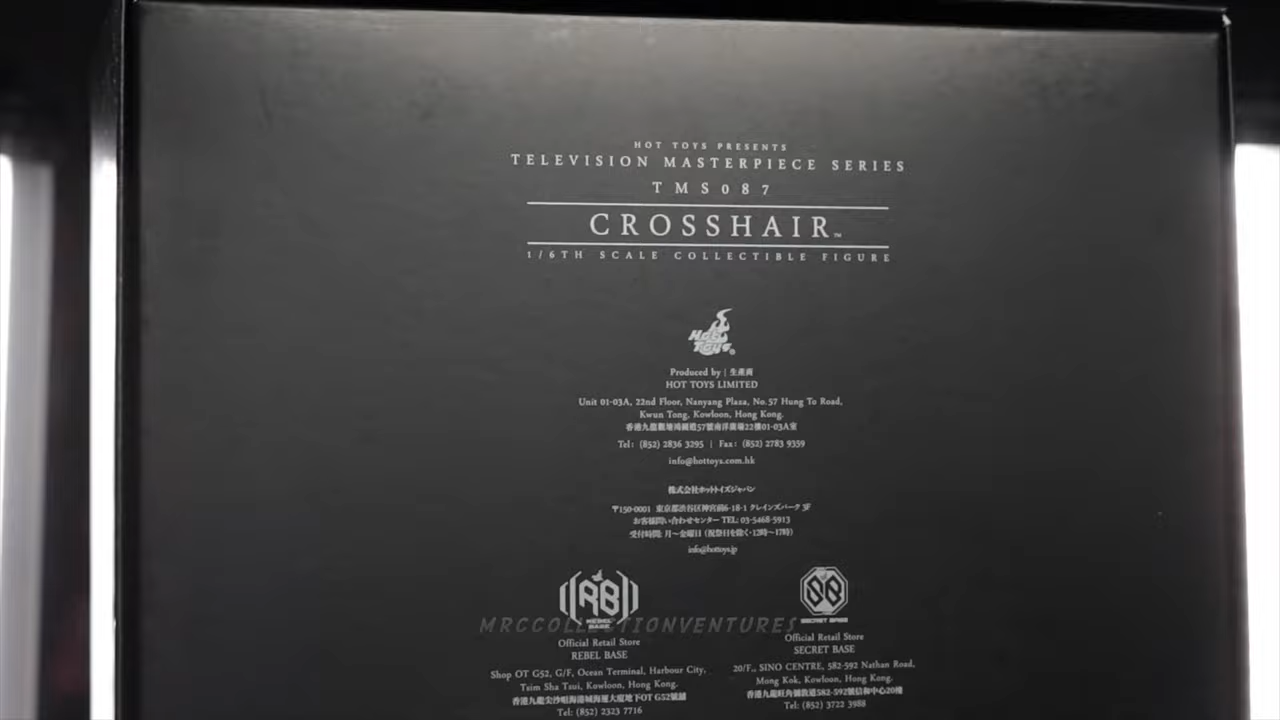 HOT TOYS PRESENTS
TELEVISION MASTERPIECE SERIES
TMS087
CROSSHAIR™
1/6TH SCALE COLLECTIBLE FIGURE
HOT TOYS
Produced by | 生產商
HOT TOYS LIMITED
Unit 01-03A, 22nd Floor, Nanyang Plaza, No.57 Hung To Road,
Kwun Tong, Kowloon, Hong Kong.
香港九龍觀塘鴻圖道57號南洋廣場22樓01-03A室
Tel: (852) 2836 3295 | Fax: (852) 2783 9359
info@hottoys.com.hk
株式会社ホットトイズジャパン
〒150-0001 東京都渋谷区神宮前6-18-1 クレインズパーク 3F
お客様問い合わせセンター TEL: 03-5468-5913
受付時間: 月~金曜日 (祝祭日を除く・12時~17時)
info@hottoys.jp
RB
REBEL
BASE
SB
SECRET BASE
MRCCOLLECTIONVENTURES
Official Retail Store
REBEL BASE
Shop OT G52, G/F, Ocean Terminal, Harbour City,
Tsim Sha Tsui, Kowloon, Hong Kong.
香港九龍尖沙咀海港城海運大廈地下OT G52號舖
Tel: (852) 2323 7716
Official Retail Store
SECRET BASE
20/F., SINO CENTRE, 582-592 Nathan Road,
Mong Kok, Kowloon, Hong Kong.
香港九龍旺角彌敦道582-592號信和中心20樓
Tel: (852) 3722 3988